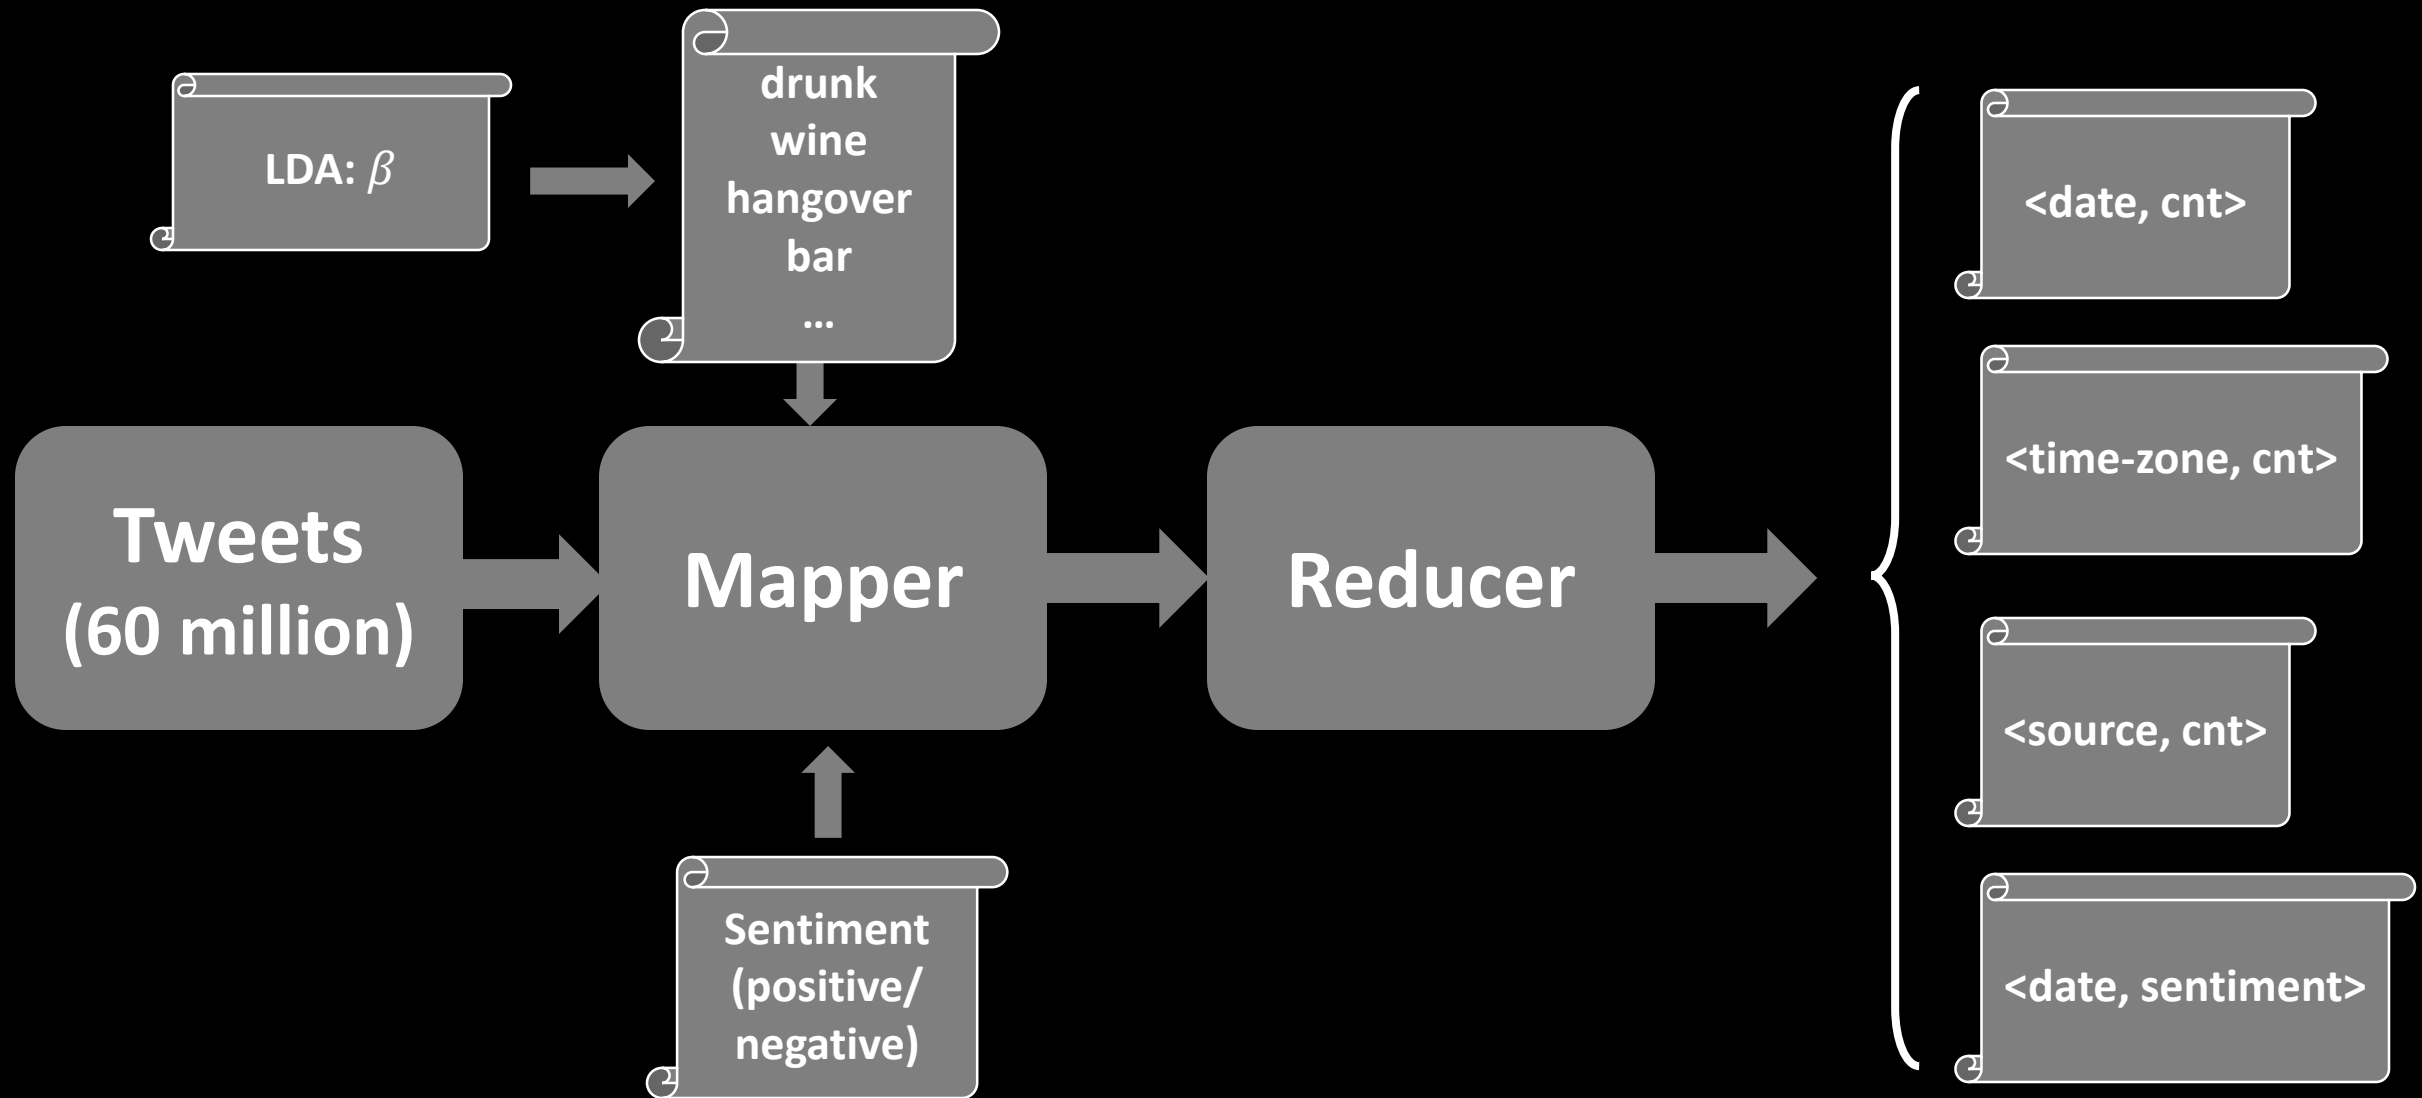 LDA: β
drunk
wine
hangover
bar
...
Tweets
(60 million)
Mapper
Reducer
Sentiment
(positive/
negative)
<date, cnt>
<time-zone, cnt>
<source, cnt>
<date, sentiment>